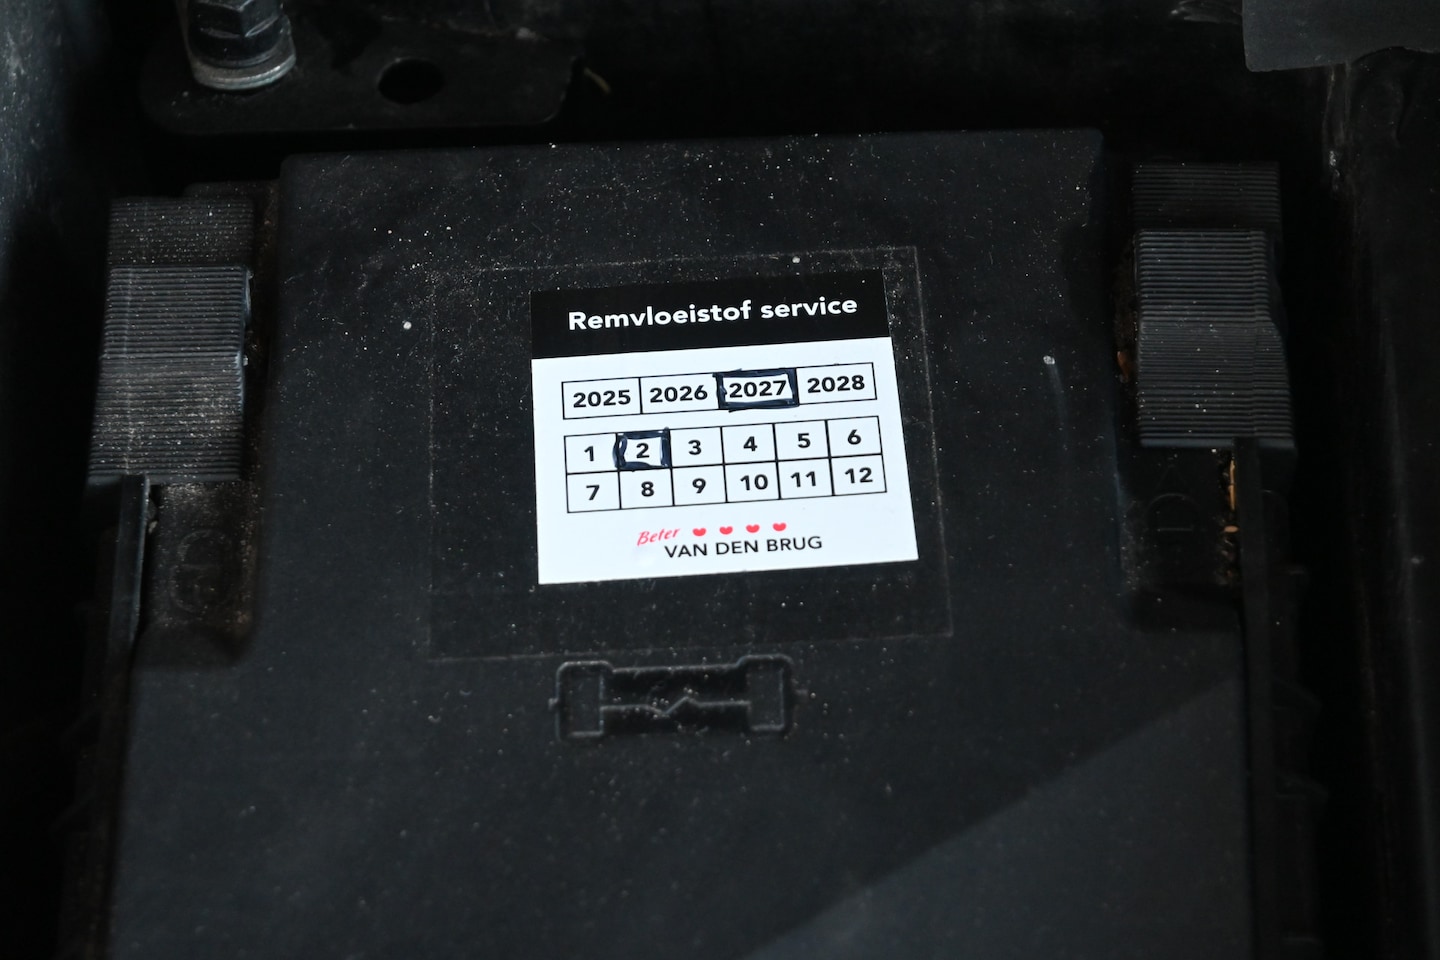 Remvloeistof service
2025 2026 2027 2028
1 2 3 4 5 6
7 8 9 10 11 12
Beter
VAN DEN BRUG